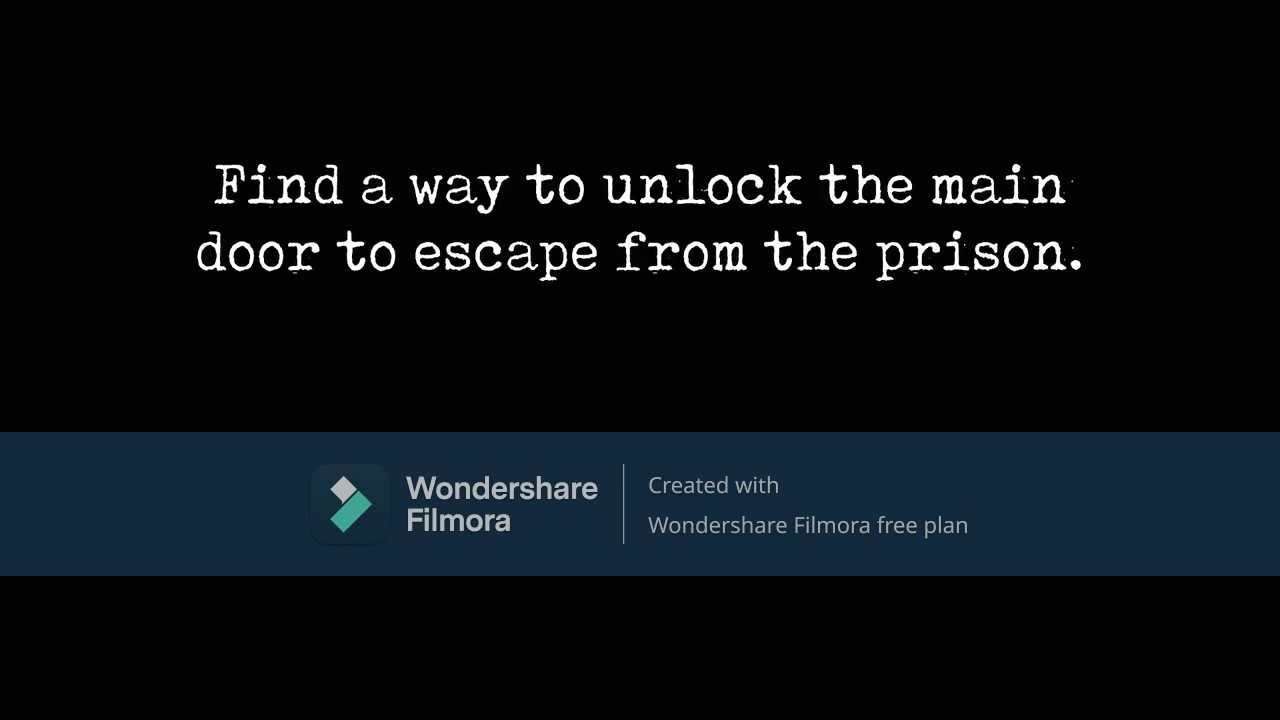 Find a way to unlock the main
door to escape from the prison.
Wondershare
Filmora
Created with
Wondershare Filmora free plan